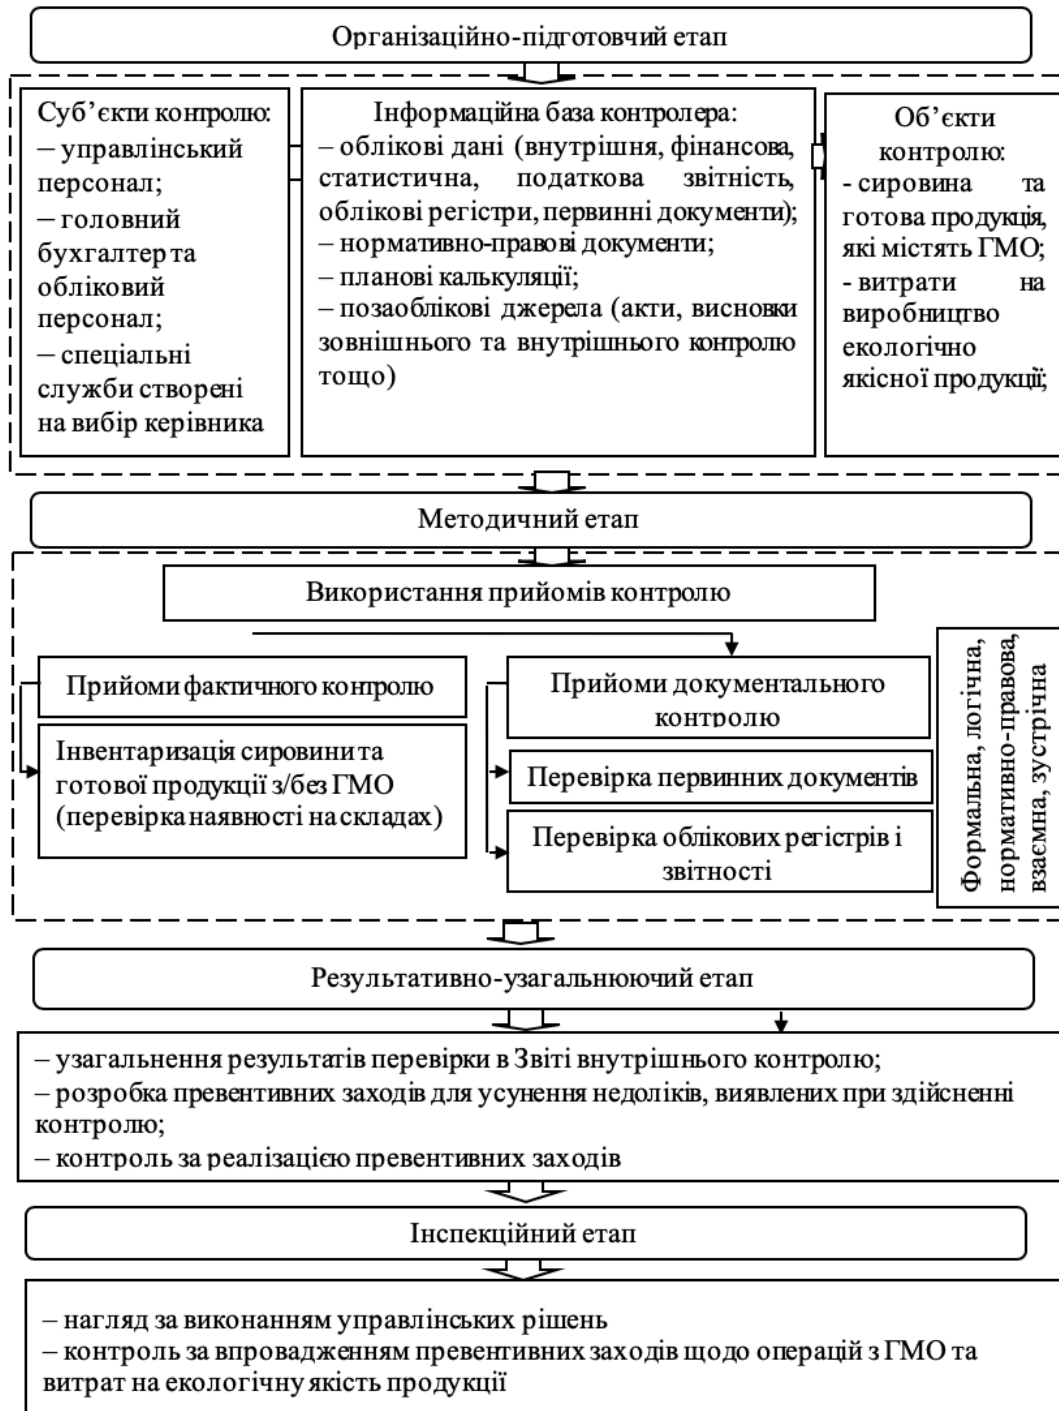 Організаційно-підготовчий етап
Суб’єкти контролю:
– управлінський
персонал;
– головний
бухгалтер та
обліковий
персонал;
– спеціальні
служби створені
на вибір керівника
Інформаційна база контролера:
– облікові дані (внутрішня, фінансова,
статистична, податкова звітність,
облікові регістри, первинні документи);
– нормативно-правові документи;
– планові калькуляції;
– позаоблікові джерела (акти, висновки
зовнішнього та внутрішнього контролю
тощо)
Об’єкти
контролю:
- сировина та
готова продукція,
які містять ГМО;
- витрати на
виробництво
екологічно
якісної продукції;
Методичний етап
Використання прийомів контролю
Прийоми фактичного контролю
Інвентаризація сировини та
готової продукції з/без ГМО
(перевірка наявності на складах)
Прийоми документального
контролю
Перевірка первинних документів
Перевірка облікових регістрів і
звітності
Формальна, логічна,
нормативно-правова,
взаємна, зустрічна
Результативно-узагальнюючий етап
– узагальнення результатів перевірки в Звіті внутрішнього контролю;
– розробка превентивних заходів для усунення недоліків, виявлених при здійсненні
контролю;
– контроль за реалізацією превентивних заходів
Інспекційний етап
– нагляд за виконанням управлінських рішень
– контроль за впровадженням превентивних заходів щодо операцій з ГМО та
витрат на екологічну якість продукції